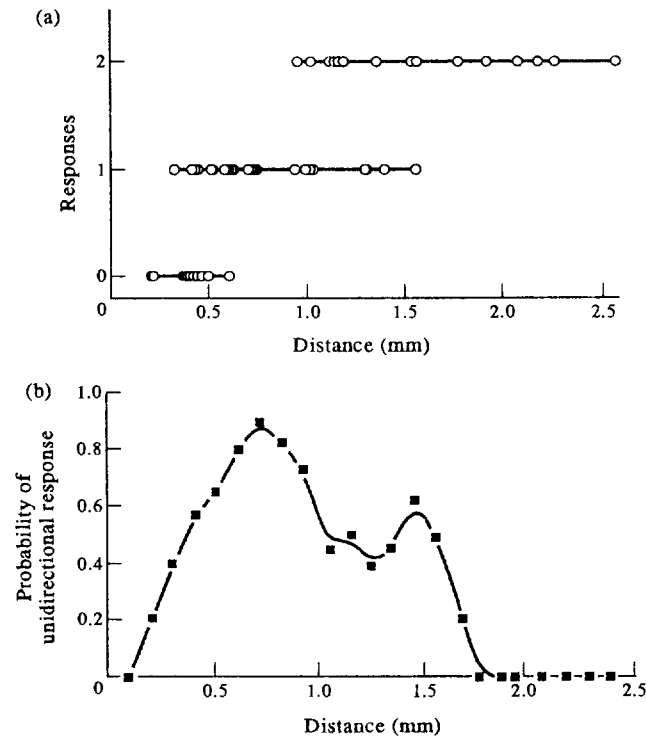 (a)
2
1
0
Responses
0 0.5 1.0 1.5 2.0 2.5
Distance (mm)
(b)
1.0
0.8
0.6
0.4
0.2
Probability of
unidirectional response
0 0.5 1.0 1.5 2.0 2.5
Distance (mm)